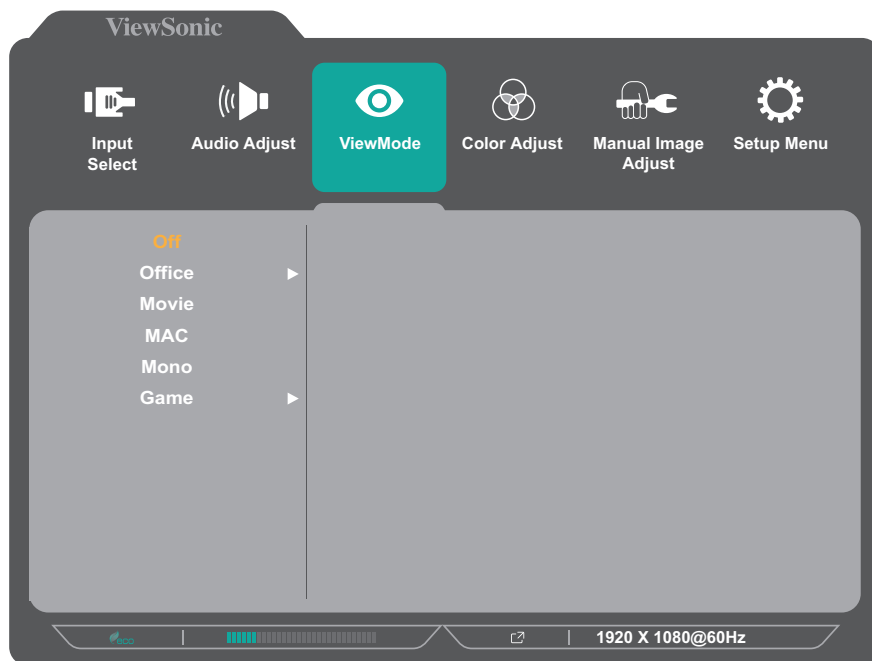 ViewSonic
Input
Select
Audio Adjust
ViewMode
Color Adjust
Manual Image
Adjust
Setup Menu
Off
Office
Movie
MAC
Mono
Game
eco
1920 X 1080@60Hz